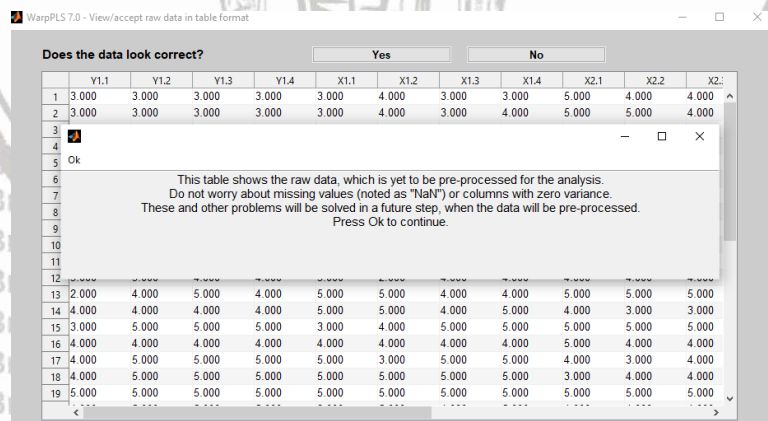 WarpPLS 7.0 - View/accept raw data in table format
Does the data look correct? Yes No
Y1.1 Y1.2 Y1.3 Y1.4 X1.1 X1.2 X1.3 X1.4 X2.1 X2.2
1 3.000 3.000 3.000 3.000 3.000 4.000 3.000 3.000 5.000 4.000 4.000
2 3.000 3.000 3.000 3.000 3.000 4.000 3.000 4.000 5.000 5.000 4.000
3
4
Ok
5
This table shows the raw data, which is yet to be pre-processed for the analysis.
6
Do not worry about missing values (noted as "NaN") or columns with zero variance.
7
These and other problems will be solved in a future step, when the data will be pre-processed.
8
Press Ok to continue.
9
10
11
12
13 2.000 4.000 5.000 4.000 5.000 5.000 4.000 4.000 5.000 5.000 5.000
14 4.000 4.000 5.000 4.000 5.000 5.000 4.000 5.000 4.000 3.000 3.000
15 3.000 5.000 5.000 5.000 3.000 4.000 5.000 5.000 5.000 5.000 5.000
16 4.000 4.000 4.000 4.000 4.000 4.000 4.000 4.000 5.000 5.000 5.000
17 4.000 5.000 5.000 5.000 5.000 3.000 5.000 5.000 4.000 3.000 4.000
18 4.000 5.000 5.000 5.000 5.000 5.000 5.000 5.000 3.000 4.000 4.000
19 5.000 5.000 5.000 5.000 5.000 5.000 5.000 5.000 5.000 5.000 5.000